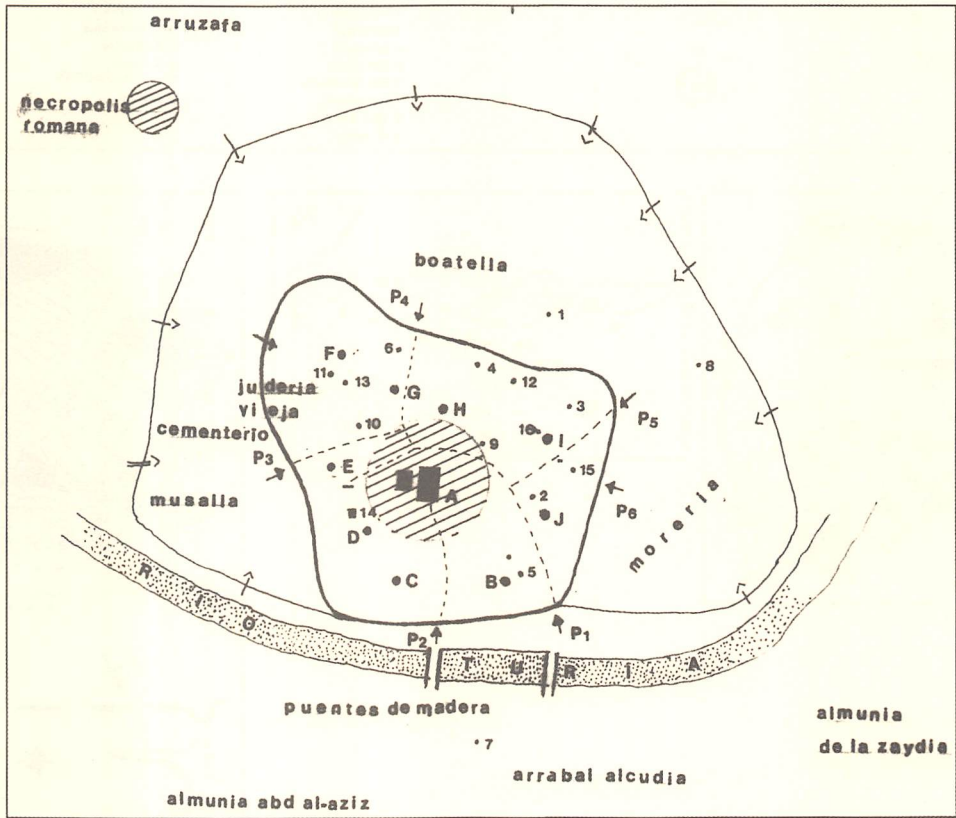 arruzafa
necropolis
romana
boatella
P4
1
6
F
4
8
11
13
12
juderia
G
vieja
H
3
P5
cementerio
10
16
I
P3
E
9
15
musalla
A
2
P6
14
J
moreria
D
C
B
5
P2
P1
RIO
TURIA
puentes de madera
almunia
7
de la zaydia
arrabal alcudia
almunia abd al-aziz